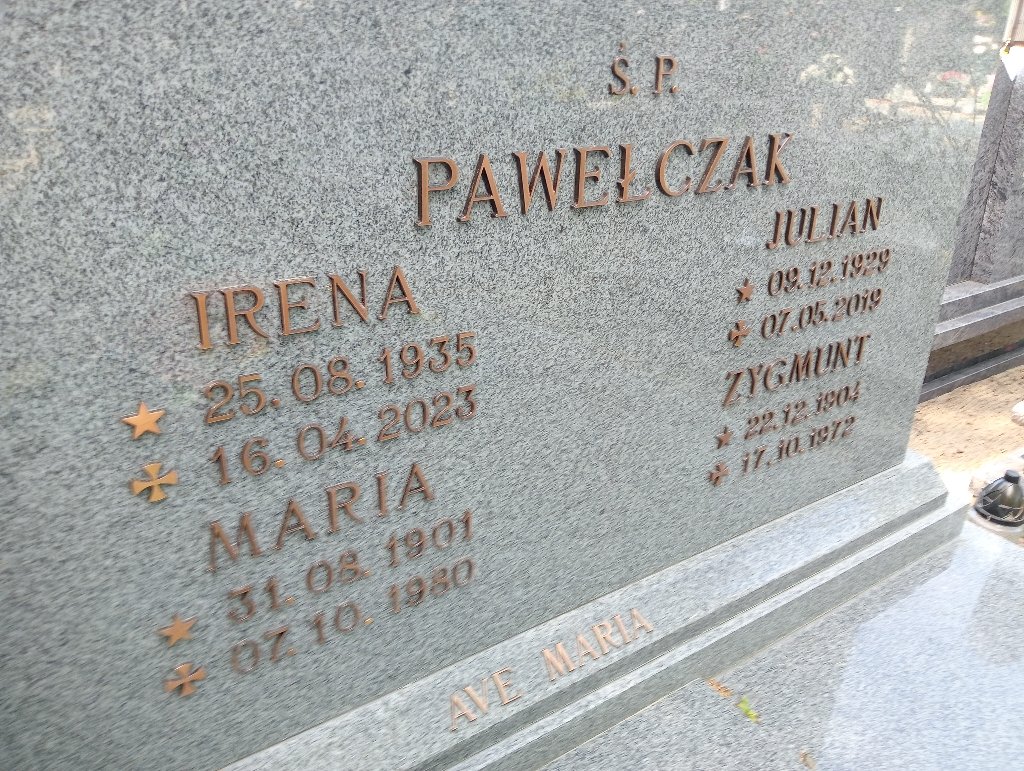 Ś. P.
PAWEŁCZAK
IRENA
25.08.1935
16.04.2023
MARIA
31.08.1901
07.10.1980
JULIAN
09.12.1929
07.05.2019
ZYGMUNT
22.12.1904
17.10.1972
AVE MARIA